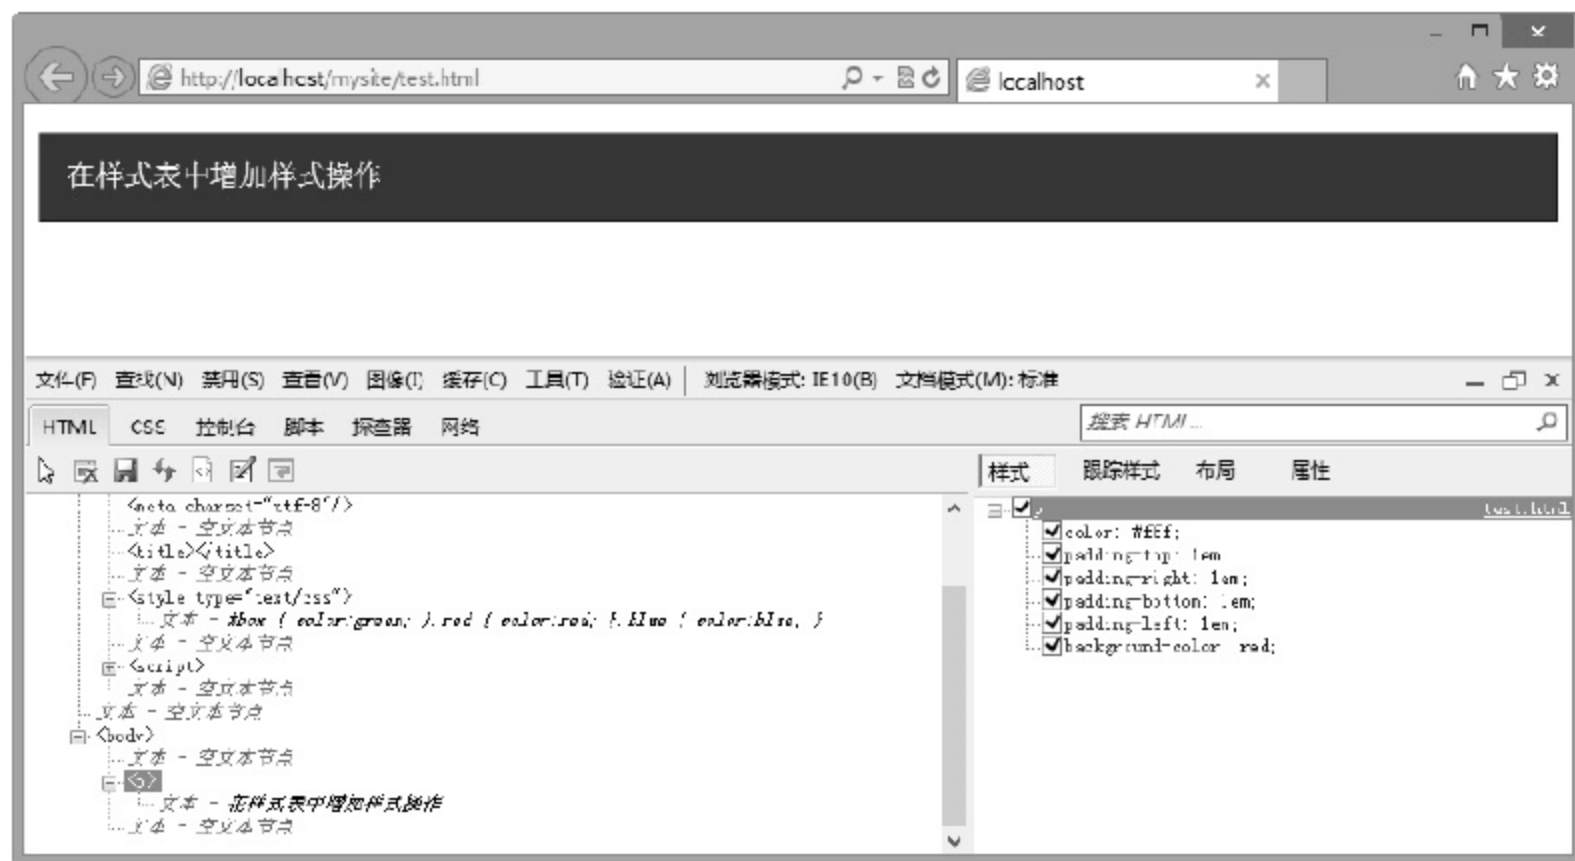 http://localhost/mysite/test.html
localhost
在样式表中增加样式操作
文件(F) 查找(N) 禁用(S) 查看(V) 图像(I) 缓存(C) 工具(T) 验证(A) 浏览器模式: IE10(B) 文档模式(M): 标准
HTML CSS 控制台 脚本 探查器 网络
搜索 HTML...
样式 跟踪样式 布局 属性
<meta charset="utf-8"/>
文本 - 空文本节点
<title></title>
文本 - 空文本节点
<style type="text/css">
文本 - #box { color:green; }.red { color:red; }.blue { color:blue; }
文本 - 空文本节点
<script>
文本 - 空文本节点
文本 - 空文本节点
<body>
文本 - 空文本节点
<p>
文本 - 在样式表中增加样式操作
文本 - 空文本节点
p test.html
color: #fff;
padding-top: 1em
padding-right: 1em;
padding-bottom: 1em;
padding-left: 1em;
background-color: red;